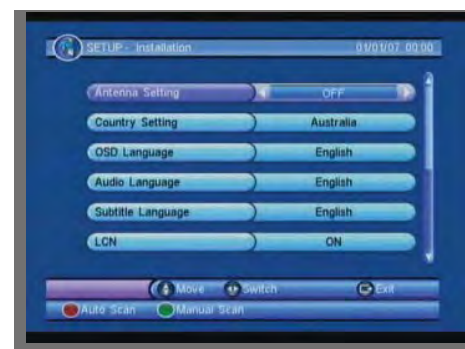 SETUP - Installation 01/01/07 00:00
Antenna Setting OFF
Country Setting Australia
OSD Language English
Audio Language English
Subtitle Language English
LCN ON
Move Switch Exit
Auto Scan Manual Scan